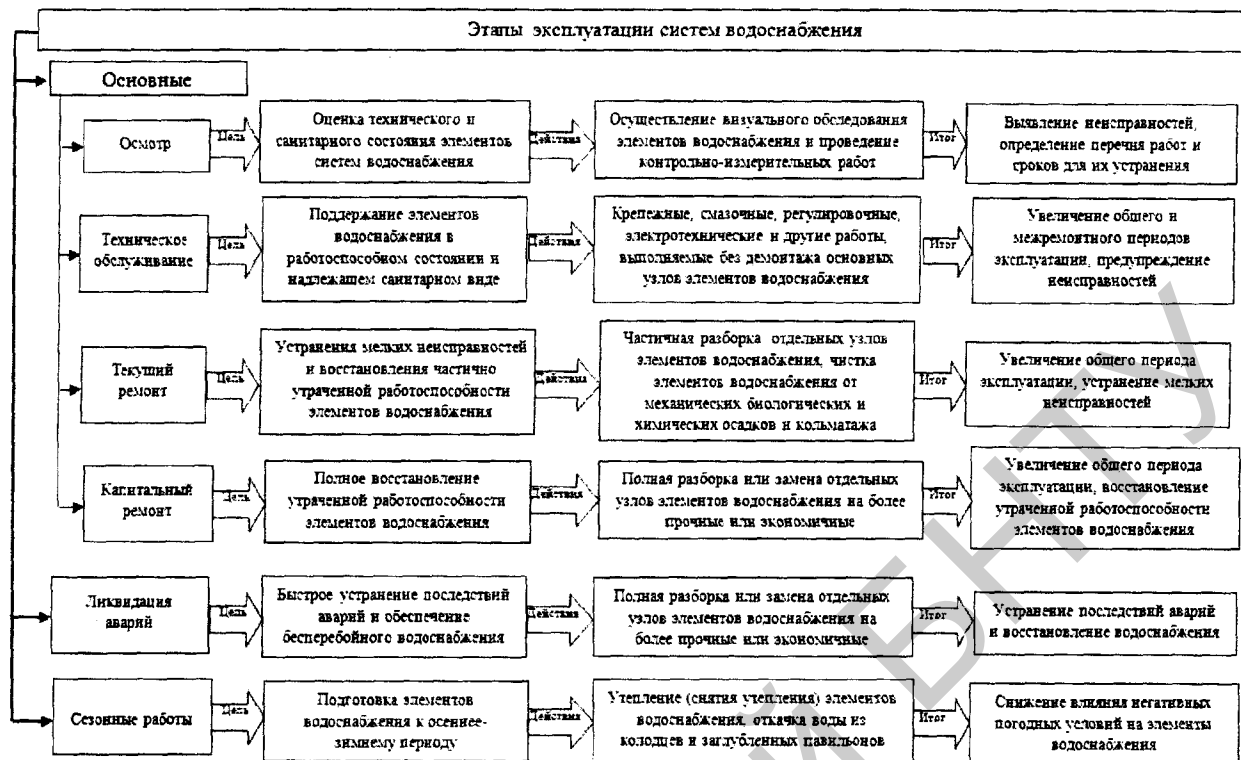 Этапы эксплуатации систем водоснабжения
Основные
Осмотр
Цель
Оценка технического и
санитарного состояния элементов
систем водоснабжения
Действия
Осуществление визуального обследования
элементов водоснабжения и проведение
контрольно-измерительных работ
Итог
Выявление неисправностей,
определение перечня работ и
сроков для их устранения
Техническое
обслуживание
Цель
Поддержание элементов
водоснабжения в
работоспособном состоянии и
надлежащем санитарном виде
Действия
Крепежные, смазочные, регулировочные,
электротехнические и другие работы,
выполняемые без демонтажа основных
узлов элементов водоснабжения
Итог
Увеличение общего и
межремонтного периодов
эксплуатации, предупреждение
неисправностей
Текущий
ремонт
Цель
Устранения мелких неисправностей
и восстановления частично
утраченной работоспособности
элементов водоснабжения
Действия
Частичная разборка отдельных узлов
элементов водоснабжения, чистка
элементов водоснабжения от
механических биологических и
химических осадков и кольматажа
Итог
Увеличение общего периода
эксплуатации, устранение мелких
неисправностей
Капитальный
ремонт
Цель
Полное восстановление
утраченной работоспособности
элементов водоснабжения
Действия
Полная разборка или замена отдельных
узлов элементов водоснабжения на более
прочные или экономичные
Итог
Увеличение общего периода
эксплуатации, восстановление
утраченной работоспособности
элементов водоснабжения
Ликвидация
аварий
Цель
Быстрое устранение последствий
аварий и обеспечение
бесперебойного водоснабжения
Действия
Полная разборка или замена отдельных
узлов элементов водоснабжения на
более прочные или экономичные
Итог
Устранение последствий аварий
и восстановление водоснабжения
Сезонные работы
Цель
Подготовка элементов
водоснабжения к осеннее-
зимнему периоду
Действия
Утепление (снятия утепления) элементов
водоснабжения, откачка воды из
колодцев и заглубленных павильонов
Итог
Снижение влияния негативных
погодных условий на элементы
водоснабжения
БНТУ